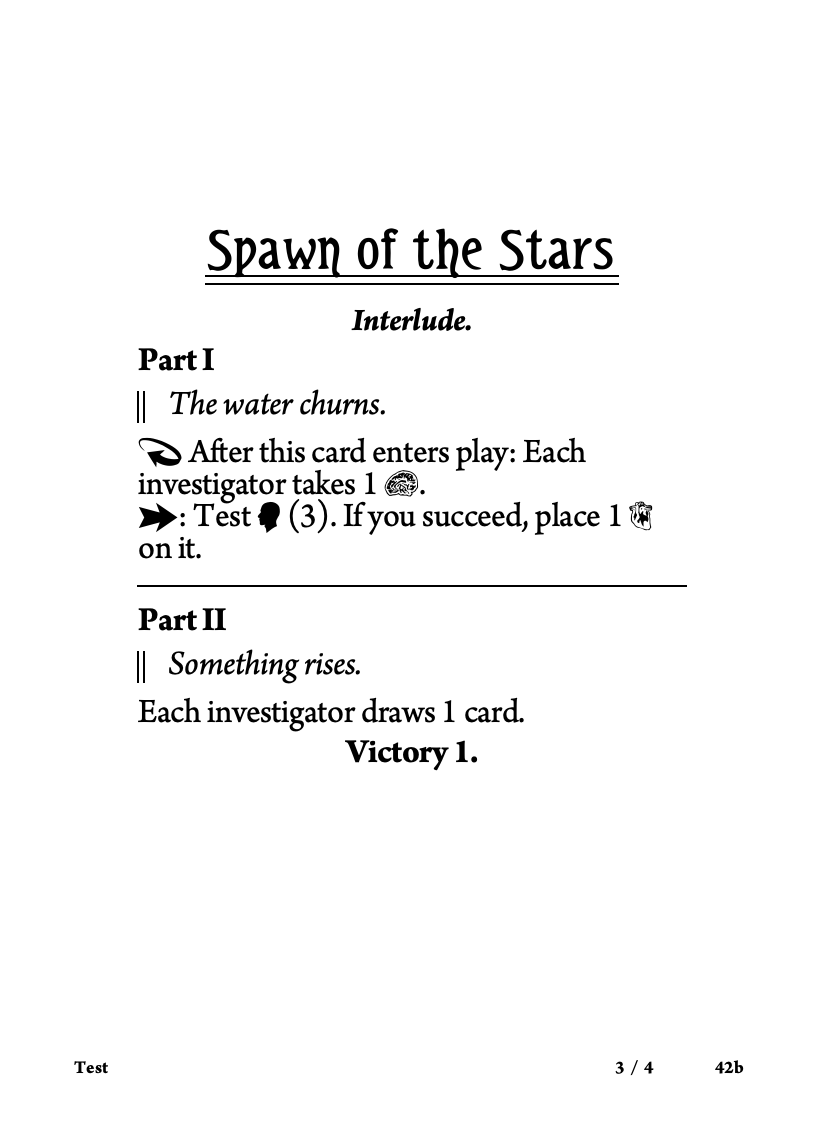 Spawn of the Stars
Interlude.
Part I
The water churns.
After this card enters play: Each
investigator takes 1 .
: Test (3). If you succeed, place 1
on it.
Part II
Something rises.
Each investigator draws 1 card.
Victory 1.
Test 3 / 4 42b